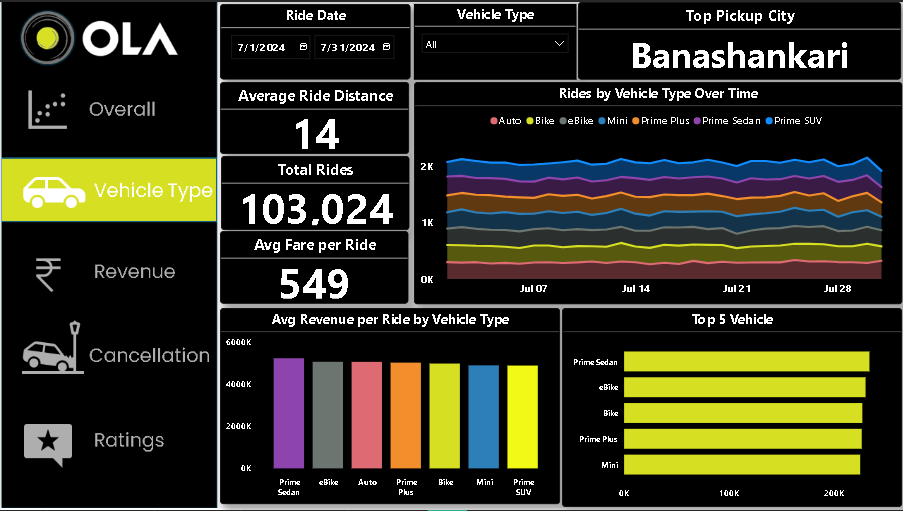 OLA
Overall
Vehicle Type
Revenue
Cancellation
Ratings
Ride Date
7/1/2024 7/31/2024
Vehicle Type
All
Top Pickup City
Banashankari
Average Ride Distance
14
Total Rides
103,024
Avg Fare per Ride
549
Rides by Vehicle Type Over Time
Auto Bike eBike Mini Prime Plus Prime Sedan Prime SUV
2K
1K
0K
Jul 07 Jul 14 Jul 21 Jul 28
Avg Revenue per Ride by Vehicle Type
6000K
4000K
2000K
0K
Prime Sedan eBike Auto Prime Plus Bike Mini Prime SUV
Top 5 Vehicle
Prime Sedan
eBike
Bike
Prime Plus
Mini
0K 100K 200K